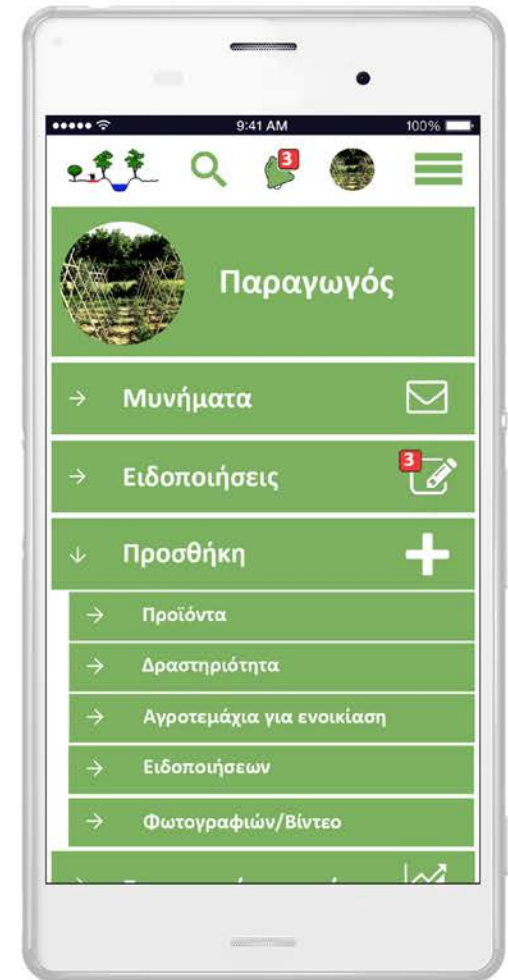 9:41 AM
100%
3
Παραγωγός
Μυνήματα
Ειδοποιήσεις
3
Προσθήκη
Προϊόντα
Δραστηριότητα
Αγροτεμάχια για ενοικίαση
Ειδοποιήσεων
Φωτογραφιών/Βίντεο